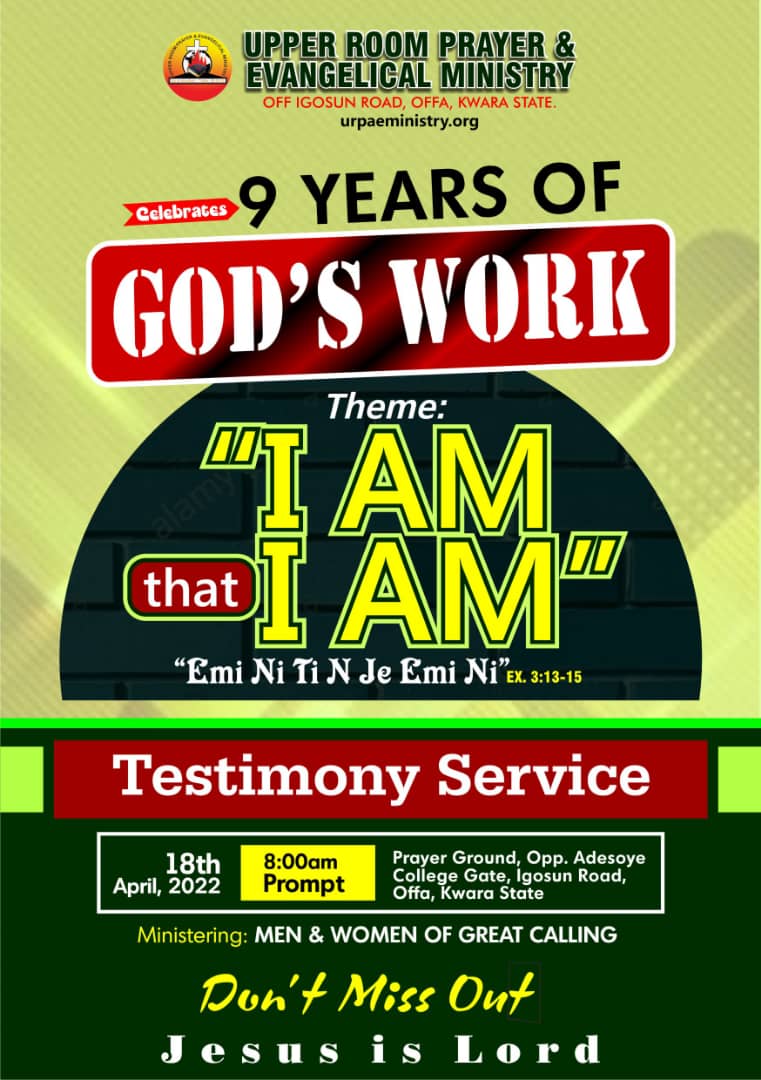 UPPER ROOM PRAYER &
EVANGELICAL MINISTRY
OFF IGOSUN ROAD, OFFA, KWARA STATE.
urpaeministry.org
Celebrates 9 YEARS OF
GOD'S WORK
Theme:
"I AM
that I AM"
"Emi Ni Ti N Je Emi Ni" EX. 3:13-15
Testimony Service
18th
April, 2022
8:00am
Prompt
Prayer Ground, Opp. Adesoye
College Gate, Igosun Road,
Offa, Kwara State
Ministering: MEN & WOMEN OF GREAT CALLING
Don't Miss Out
Jesus is Lord